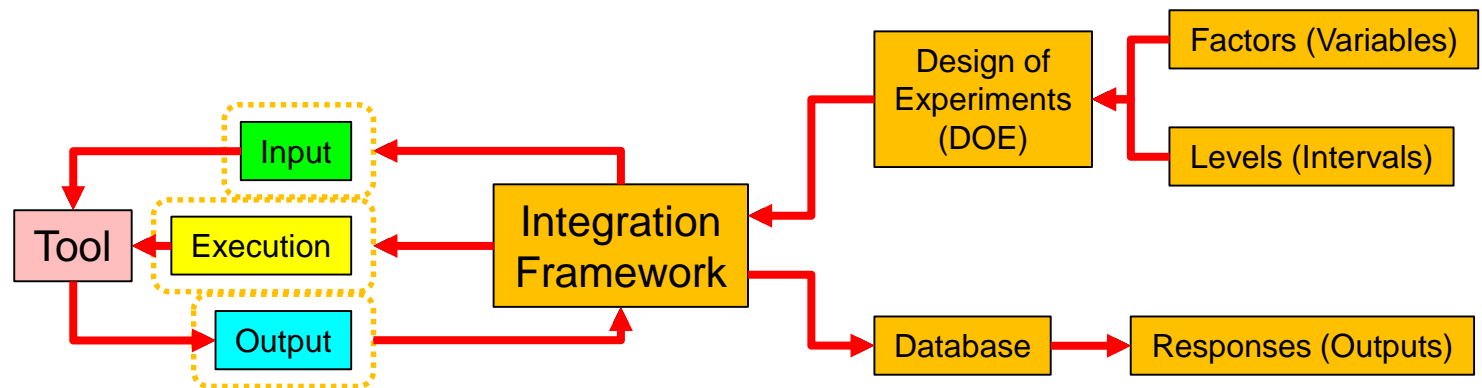 Factors (Variables)
Design of
Experiments
(DOE)
Levels (Intervals)
Input
Tool
Execution
Integration
Framework
Output
Database
Responses (Outputs)